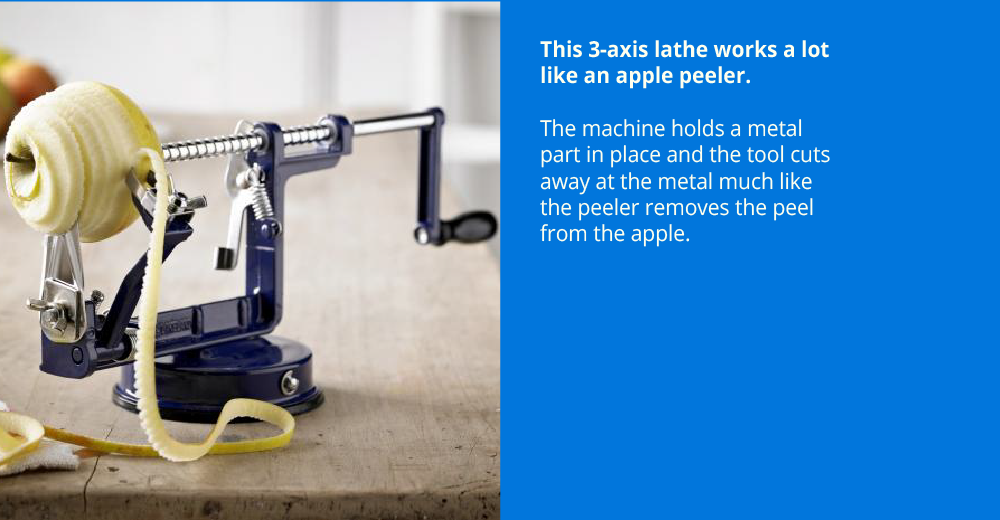 This 3-axis lathe works a lot
like an apple peeler.
The machine holds a metal
part in place and the tool cuts
away at the metal much like
the peeler removes the peel
from the apple.